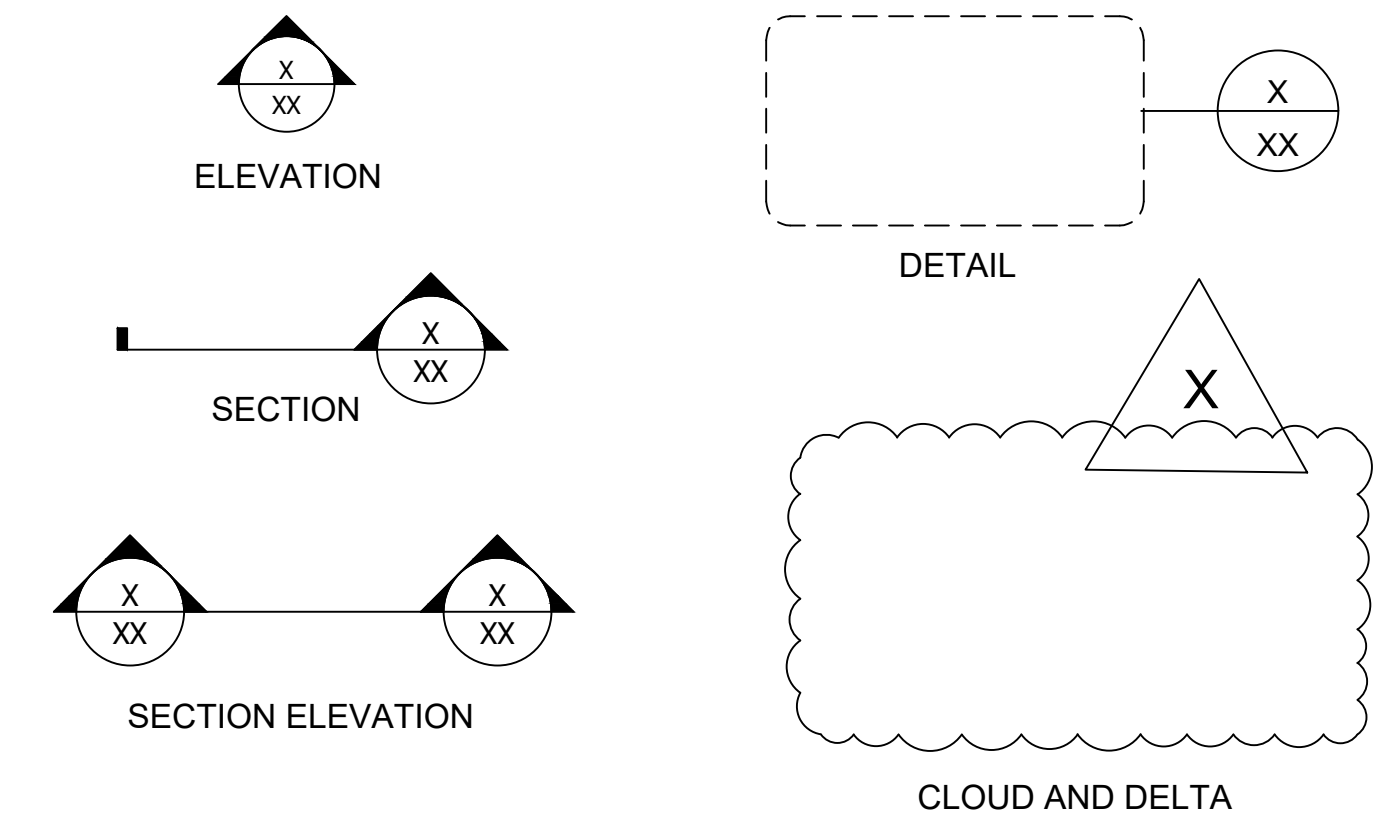 X
XX
ELEVATION
X
XX
SECTION
X
XX
X
XX
SECTION ELEVATION
X
XX
DETAIL
X
CLOUD AND DELTA